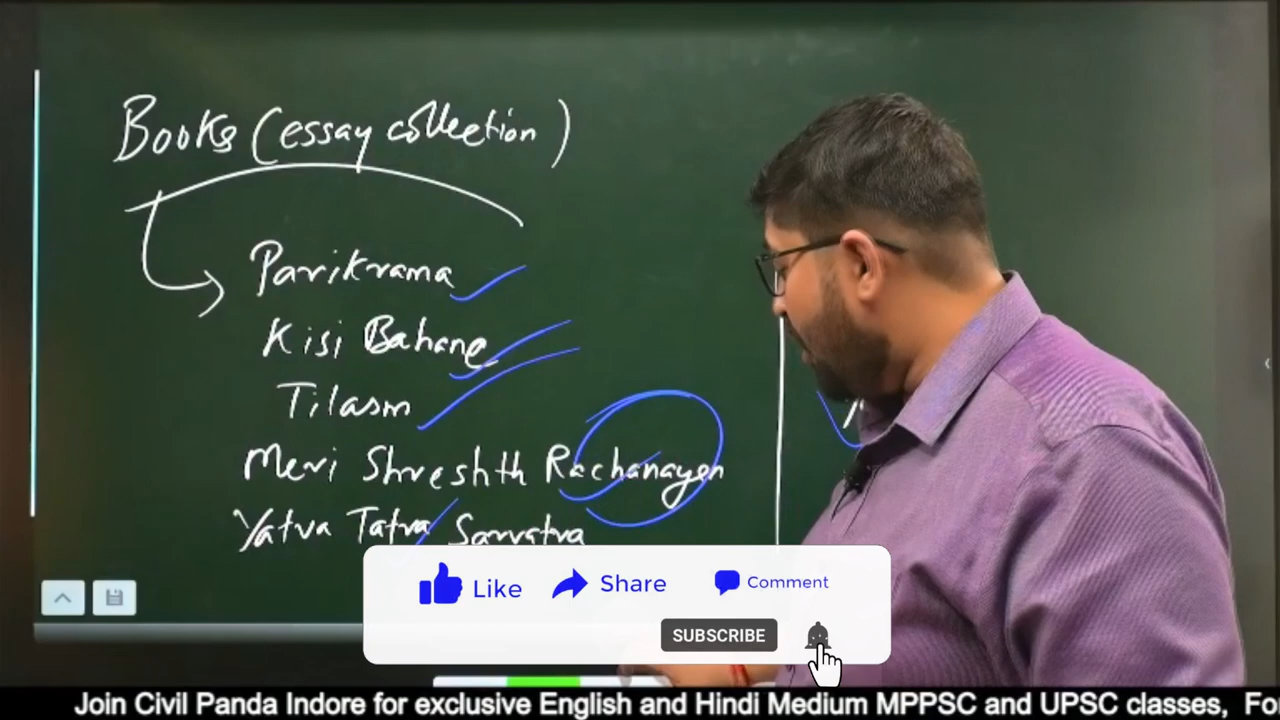 Books (essay collection)
Parikrama
Kisi Bahane
Tilasm
Meri Shreshth Rachanayen
Yatra Tatra Sarvatra
Like Share Comment
SUBSCRIBE
Join Civil Panda Indore for exclusive English and Hindi Medium MPPSC and UPSC classes, Fo